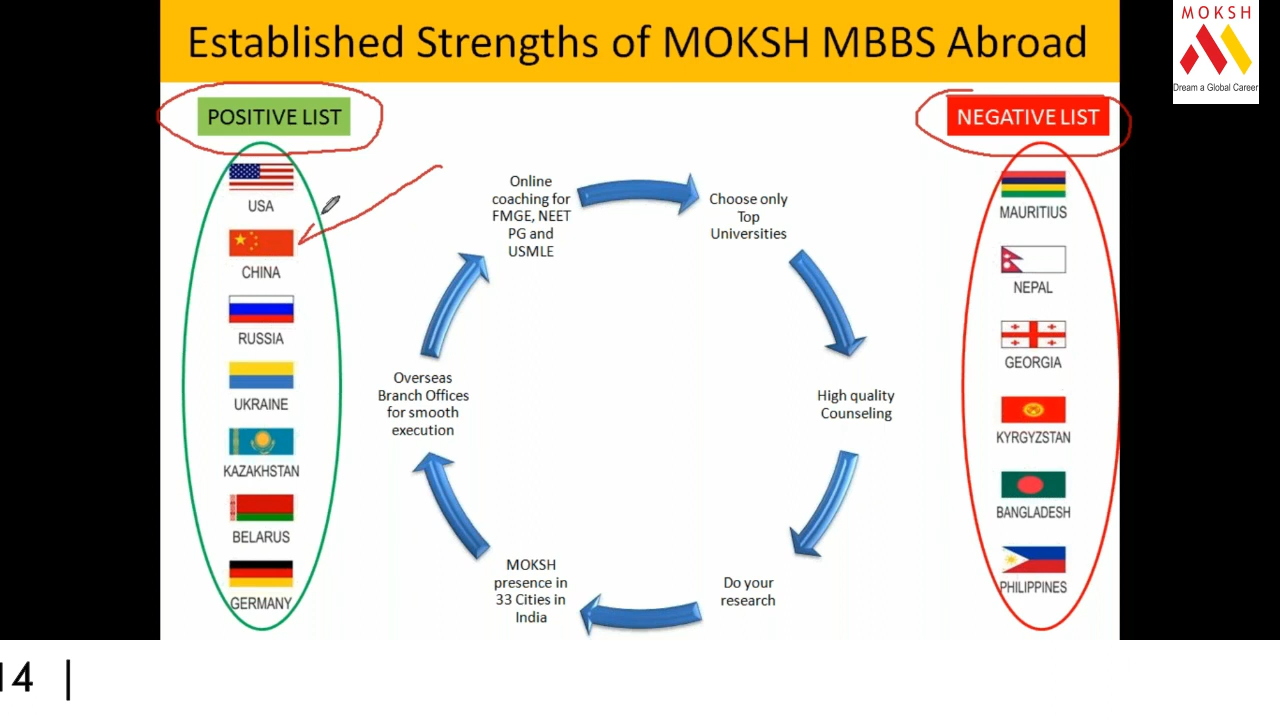 Established Strengths of MOKSH MBBS Abroad
MOKSH
Dream a Global Career
POSITIVE LIST
USA
CHINA
RUSSIA
UKRAINE
KAZAKHSTAN
BELARUS
GERMANY
Online
coaching for
FMGE, NEET
PG and
USMLE
Choose only
Top
Universities
High quality
Counseling
Do your
research
MOKSH
presence in
33 Cities in
India
Overseas
Branch Offices
for smooth
execution
NEGATIVE LIST
MAURITIUS
NEPAL
GEORGIA
KYRGYZSTAN
BANGLADESH
PHILIPPINES
14 |